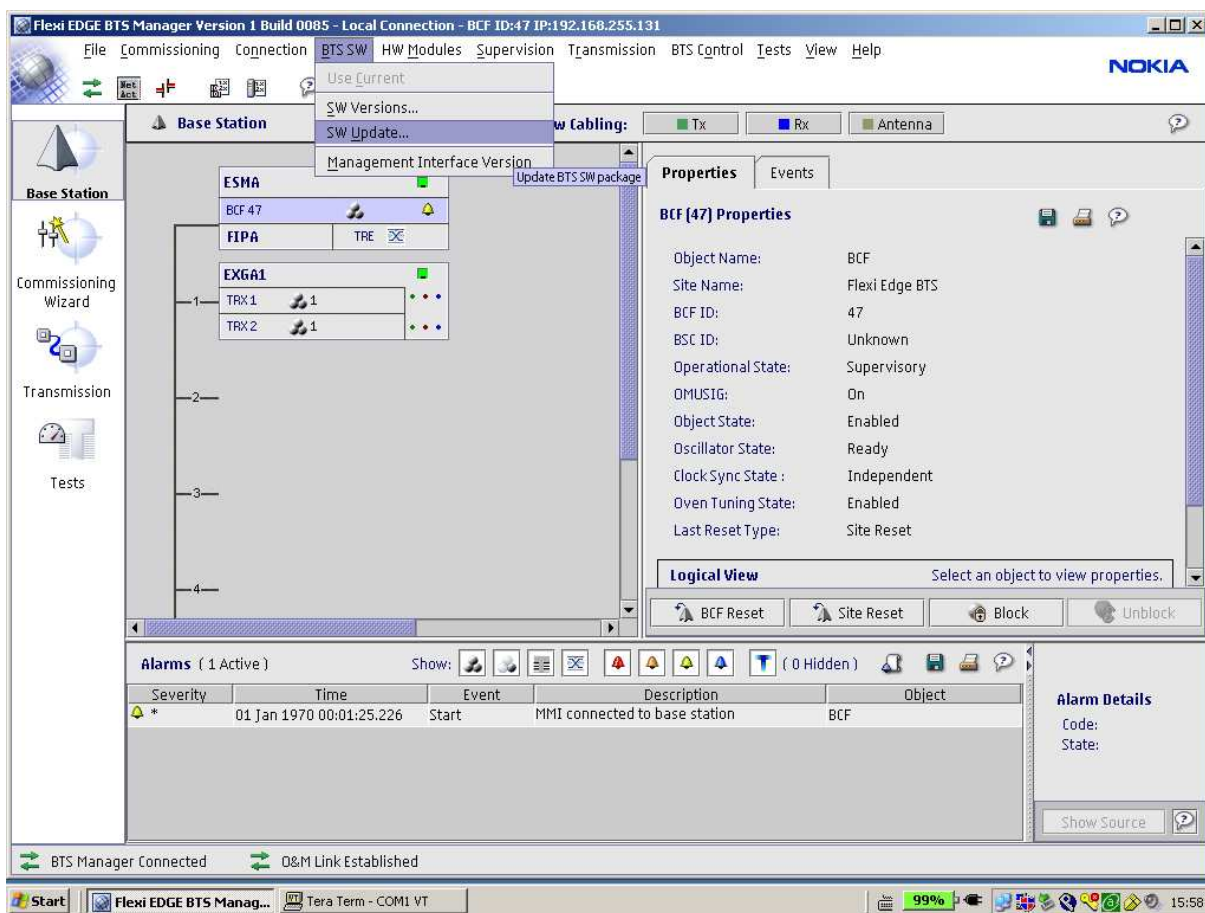 Flexi EDGE BTS Manager Version 1 Build 0085 - Local Connection - BCF ID:47 IP:192.168.255.131
File Commissioning Connection BTS SW HW Modules Supervision Transmission BTS Control Tests View Help
NOKIA
Net
Act
Use Current
SW Versions...
SW Update...
Management Interface Version
Update BTS SW package
Base Station
w Cabling: Tx Rx Antenna
Base Station
Commissioning
Wizard
Transmission
Tests
ESMA
BCF 47
FIPA TRE
EXGA1
1 TRX 1 1
TRX 2 1
2
3
4
Properties Events
BCF (47) Properties
Object Name: BCF
Site Name: Flexi Edge BTS
BCF ID: 47
BSC ID: Unknown
Operational State: Supervisory
OMUSIG: On
Object State: Enabled
Oscillator State: Ready
Clock Sync State : Independent
Oven Tuning State: Enabled
Last Reset Type: Site Reset
Logical View Select an object to view properties.
BCF Reset Site Reset Block Unblock
Alarms ( 1 Active ) Show: ( 0 Hidden )
Severity Time Event Description Object
* 01 Jan 1970 00:01:25.226 Start MMI connected to base station BCF
Alarm Details
Code:
State:
Show Source
BTS Manager Connected O&M Link Established
Start Flexi EDGE BTS Manag... Tera Term - COM1 VT 99% 15:58